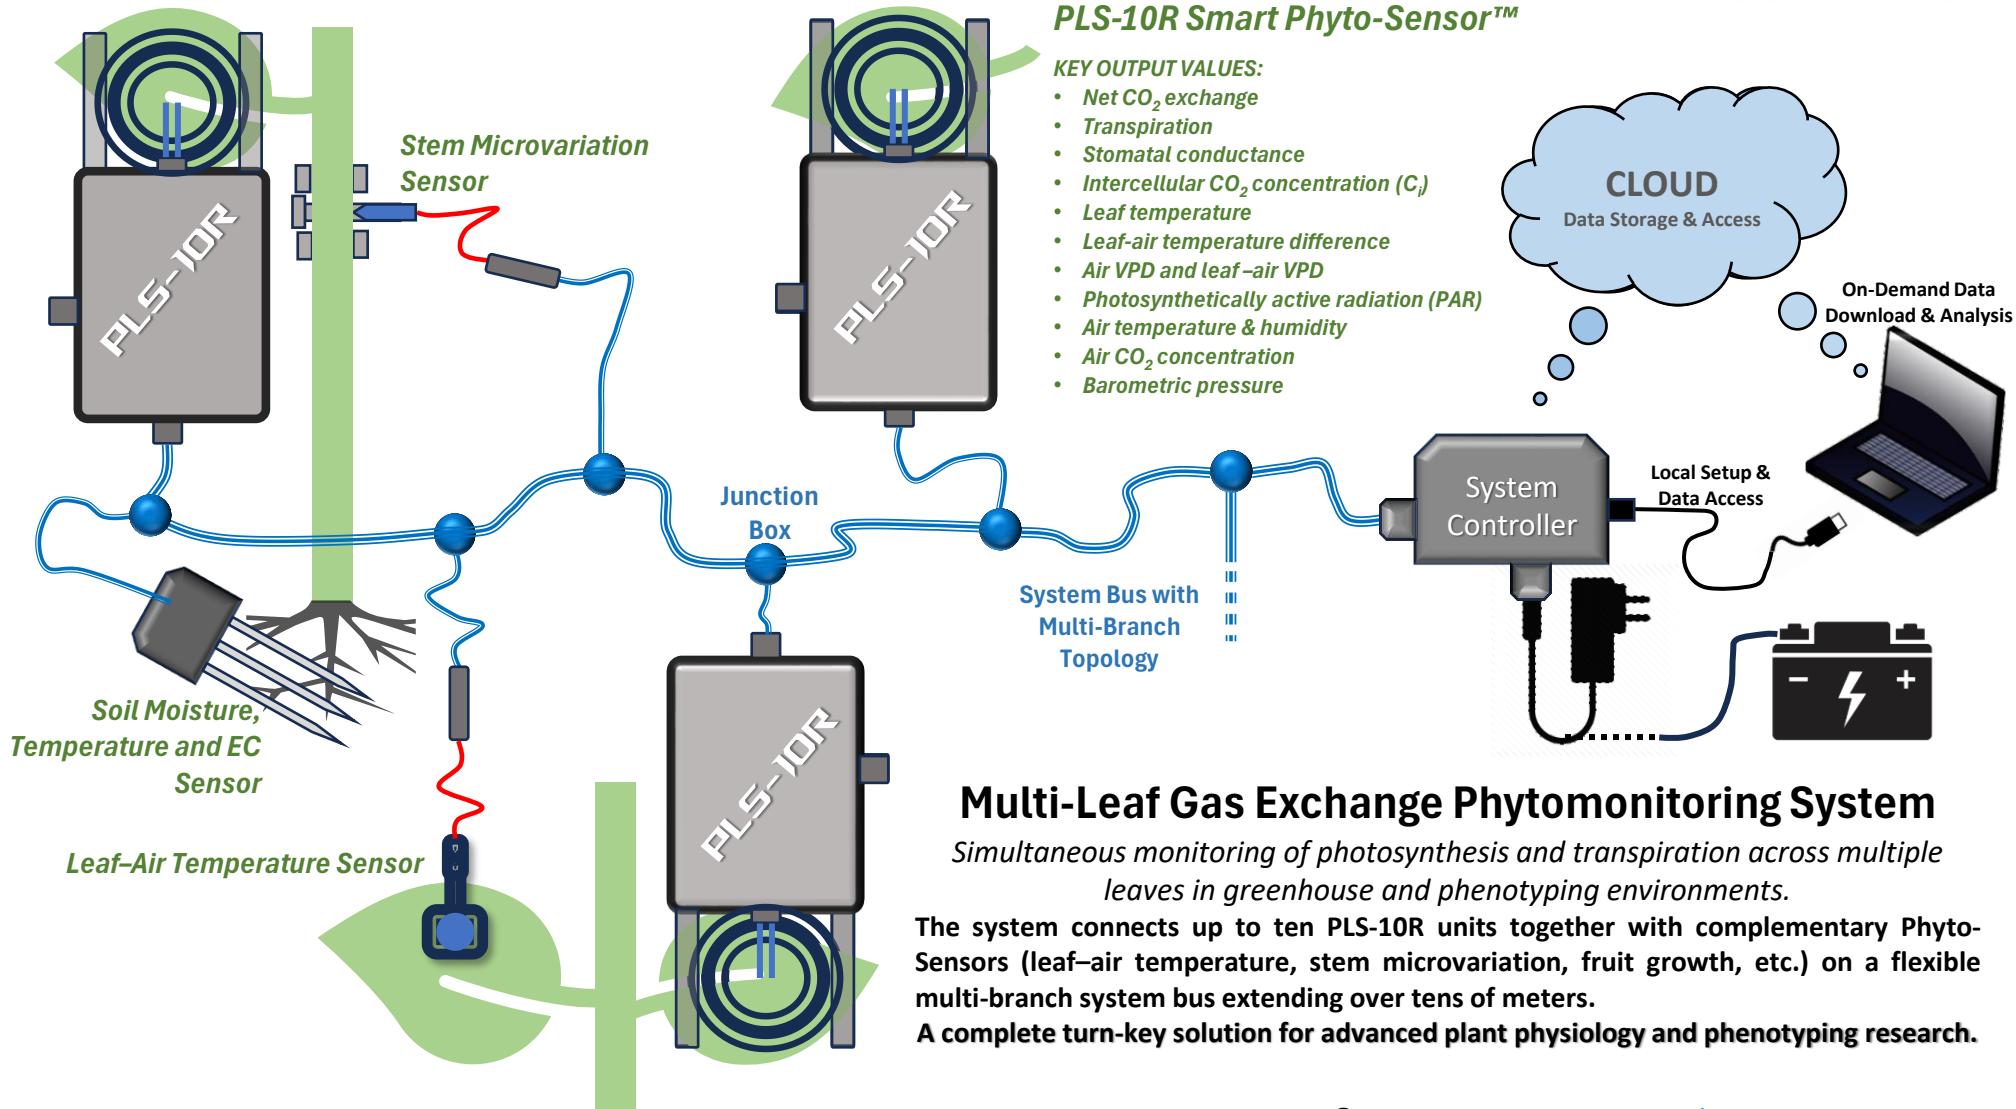 PLS-10R Smart Phyto-Sensor™
KEY OUTPUT VALUES:
• Net CO2 exchange
• Transpiration
• Stomatal conductance
• Intercellular CO2 concentration (Ci)
• Leaf temperature
• Leaf-air temperature difference
• Air VPD and leaf –air VPD
• Photosynthetically active radiation (PAR)
• Air temperature & humidity
• Air CO2 concentration
• Barometric pressure
Stem Microvariation
Sensor
PLS-10R
PLS-10R
CLOUD
Data Storage & Access
On-Demand Data
Download & Analysis
Local Setup &
Data Access
System
Controller
Junction
Box
System Bus with
Multi-Branch
Topology
Soil Moisture,
Temperature and EC
Sensor
PLS-10R
Leaf–Air Temperature Sensor
− +
Multi-Leaf Gas Exchange Phytomonitoring System
Simultaneous monitoring of photosynthesis and transpiration across multiple
leaves in greenhouse and phenotyping environments.
The system connects up to ten PLS-10R units together with complementary Phyto-
Sensors (leaf–air temperature, stem microvariation, fruit growth, etc.) on a flexible
multi-branch system bus extending over tens of meters.
A complete turn-key solution for advanced plant physiology and phenotyping research.